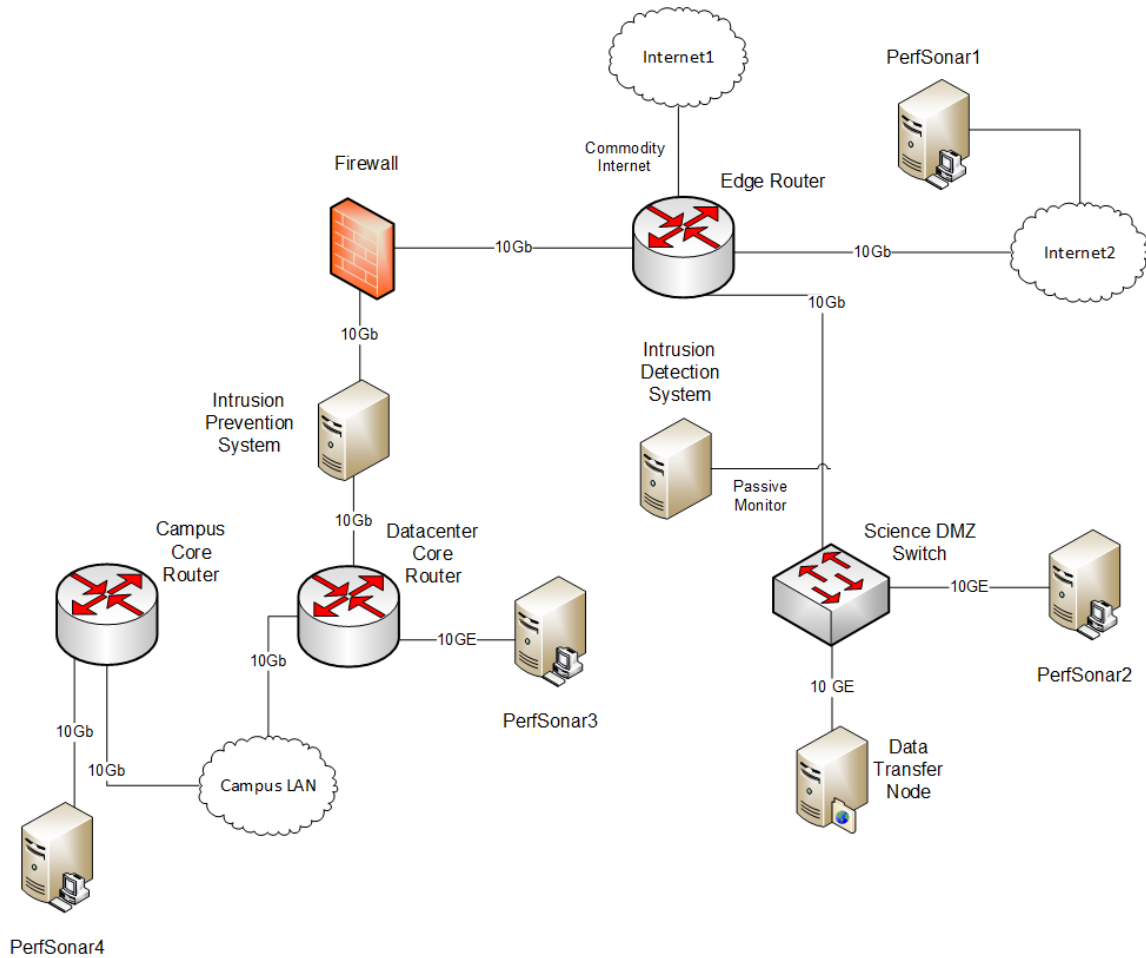 Internet1
PerfSonar1
Commodity
Internet
Firewall
Edge Router
10Gb
10Gb
Internet2
10Gb
10Gb
Intrusion
Detection
System
Intrusion
Prevention
System
Passive
Monitor
10Gb
Campus
Core
Router
Datacenter
Core
Router
Science DMZ
Switch
10GE
10GE
10Gb
PerfSonar2
10 GE
PerfSonar3
10Gb
10Gb
Campus LAN
Data
Transfer
Node
PerfSonar4